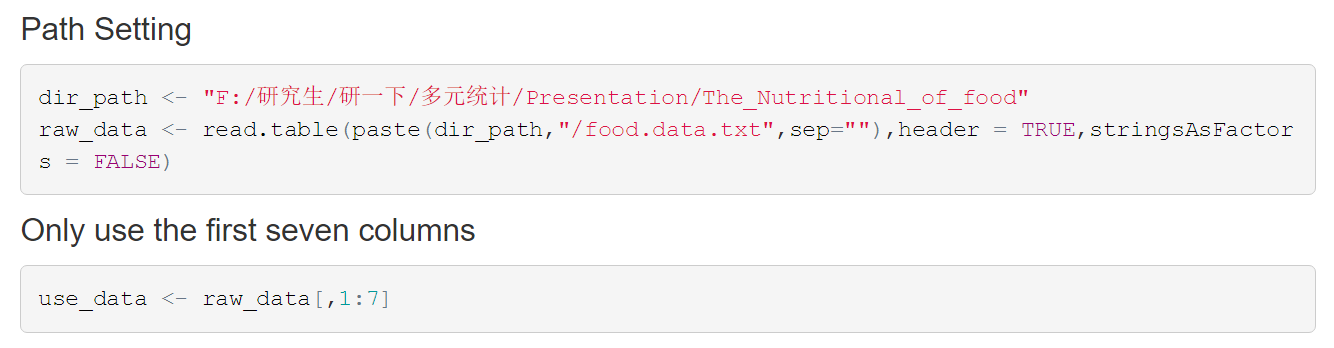 Path Setting
dir_path <- "F:/研究生/研一下/多元统计/Presentation/The_Nutritional_of_food"
raw_data <- read.table(paste(dir_path,"/food.data.txt",sep=""),header = TRUE,stringsAsFactor
s = FALSE)
Only use the first seven columns
use_data <- raw_data[,1:7]